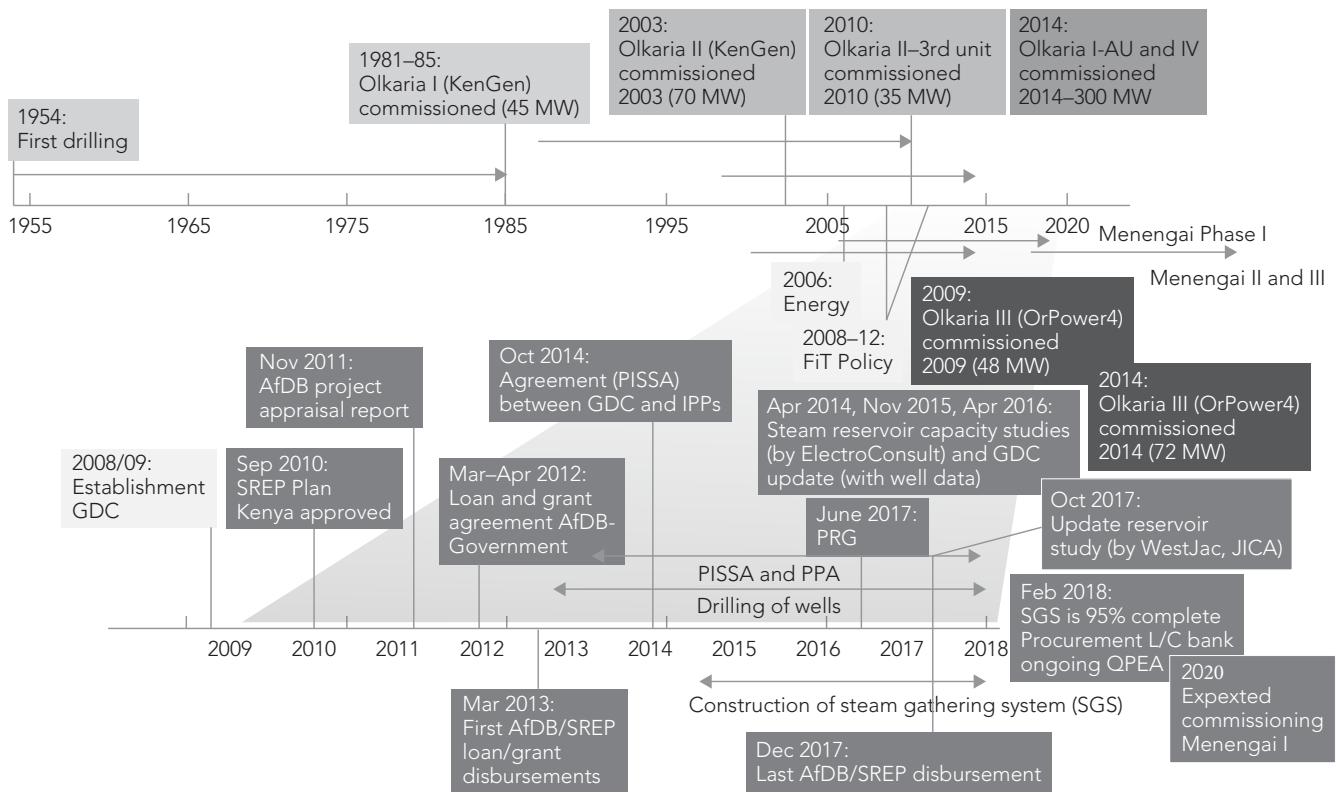 1954:
First drilling
1981–85:
Olkaria I (KenGen)
commissioned (45 MW)
2003:
Olkaria II (KenGen)
commissioned
2003 (70 MW)
2010:
Olkaria II–3rd unit
commissioned
2010 (35 MW)
2014:
Olkaria I-AU and IV
commissioned
2014–300 MW
1955
1965
1975
1985
1995
2005
2015
2020
Menengai Phase I
Menengai II and III
2006:
Energy
2008–12:
FiT Policy
2009:
Olkaria III (OrPower4)
commissioned
2009 (48 MW)
2014:
Olkaria III (OrPower4)
commissioned
2014 (72 MW)
2008/09:
Establishment
GDC
Sep 2010:
SREP Plan
Kenya approved
Nov 2011:
AfDB project
appraisal report
Mar–Apr 2012:
Loan and grant
agreement AfDB-
Government
Oct 2014:
Agreement (PISSA)
between GDC and IPPs
Apr 2014, Nov 2015, Apr 2016:
Steam reservoir capacity studies
(by ElectroConsult) and GDC
update (with well data)
June 2017:
PRG
Oct 2017:
Update reservoir
study (by WestJac, JICA)
PISSA and PPA
Drilling of wells
2009
2010
2011
2012
2013
2014
2015
2016
2017
2018
Feb 2018:
SGS is 95% complete
Procurement L/C bank
ongoing QPEA
2020
Expexted
commissioning
Menengai I
Construction of steam gathering system (SGS)
Mar 2013:
First AfDB/SREP
loan/grant
disbursements
Dec 2017:
Last AfDB/SREP disbursement